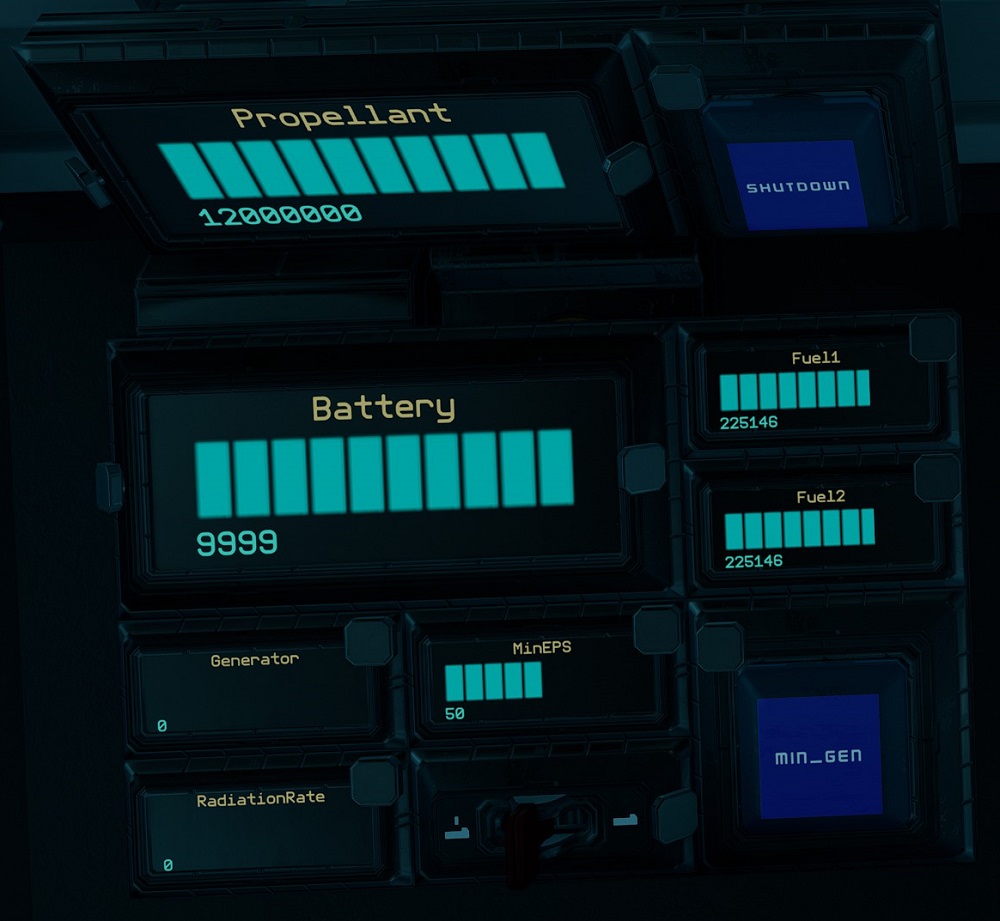 Propellant
12000000
SHUTDOWN
Battery
9999
Fuel1
225146
Fuel2
225146
Generator
0
MinEPS
50
MIN_GEN
RadiationRate
0